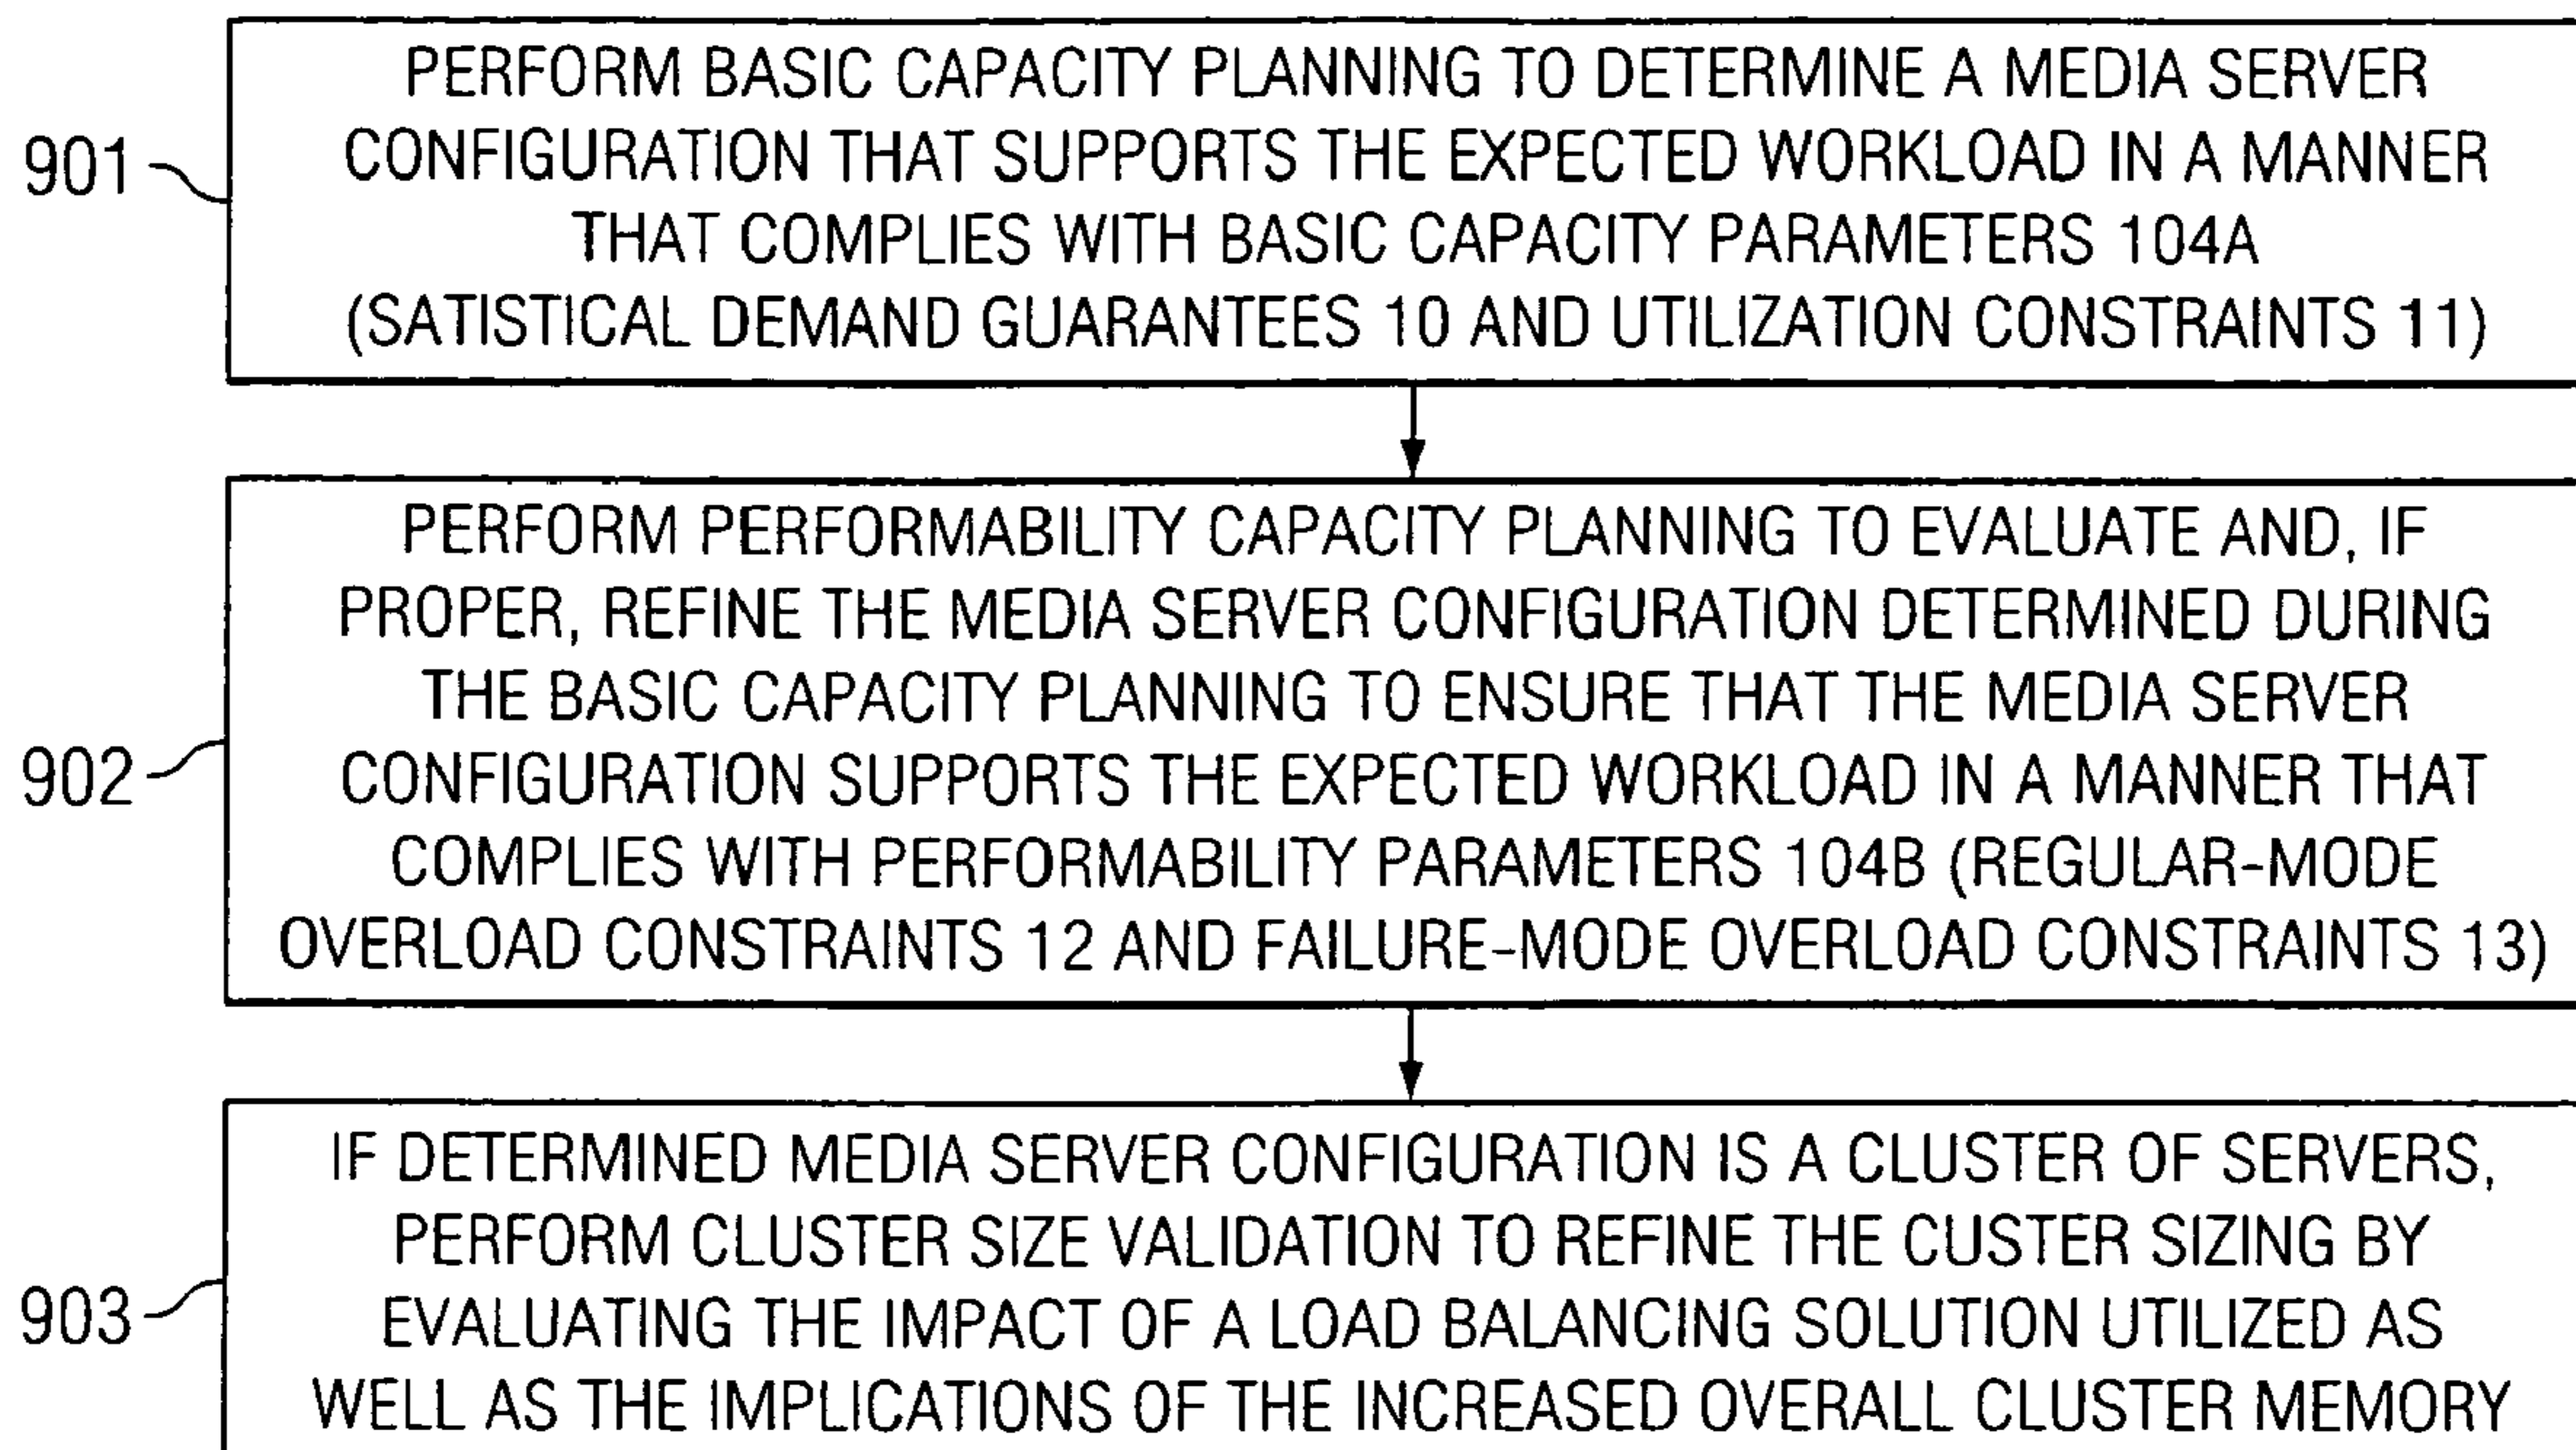 PERFORM BASIC CAPACITY PLANNING TO DETERMINE A MEDIA SERVER
CONFIGURATION THAT SUPPORTS THE EXPECTED WORKLOAD IN A MANNER
THAT COMPLIES WITH BASIC CAPACITY PARAMETERS 104A
(SATISTICAL DEMAND GUARANTEES 10 AND UTILIZATION CONSTRAINTS 11)
901
PERFORM PERFORMABILITY CAPACITY PLANNING TO EVALUATE AND, IF
PROPER, REFINE THE MEDIA SERVER CONFIGURATION DETERMINED DURING
THE BASIC CAPACITY PLANNING TO ENSURE THAT THE MEDIA SERVER
CONFIGURATION SUPPORTS THE EXPECTED WORKLOAD IN A MANNER THAT
COMPLIES WITH PERFORMABILITY PARAMETERS 104B (REGULAR-MODE
OVERLOAD CONSTRAINTS 12 AND FAILURE-MODE OVERLOAD CONSTRAINTS 13)
902
IF DETERMINED MEDIA SERVER CONFIGURATION IS A CLUSTER OF SERVERS,
PERFORM CLUSTER SIZE VALIDATION TO REFINE THE CUSTER SIZING BY
EVALUATING THE IMPACT OF A LOAD BALANCING SOLUTION UTILIZED AS
WELL AS THE IMPLICATIONS OF THE INCREASED OVERALL CLUSTER MEMORY
903